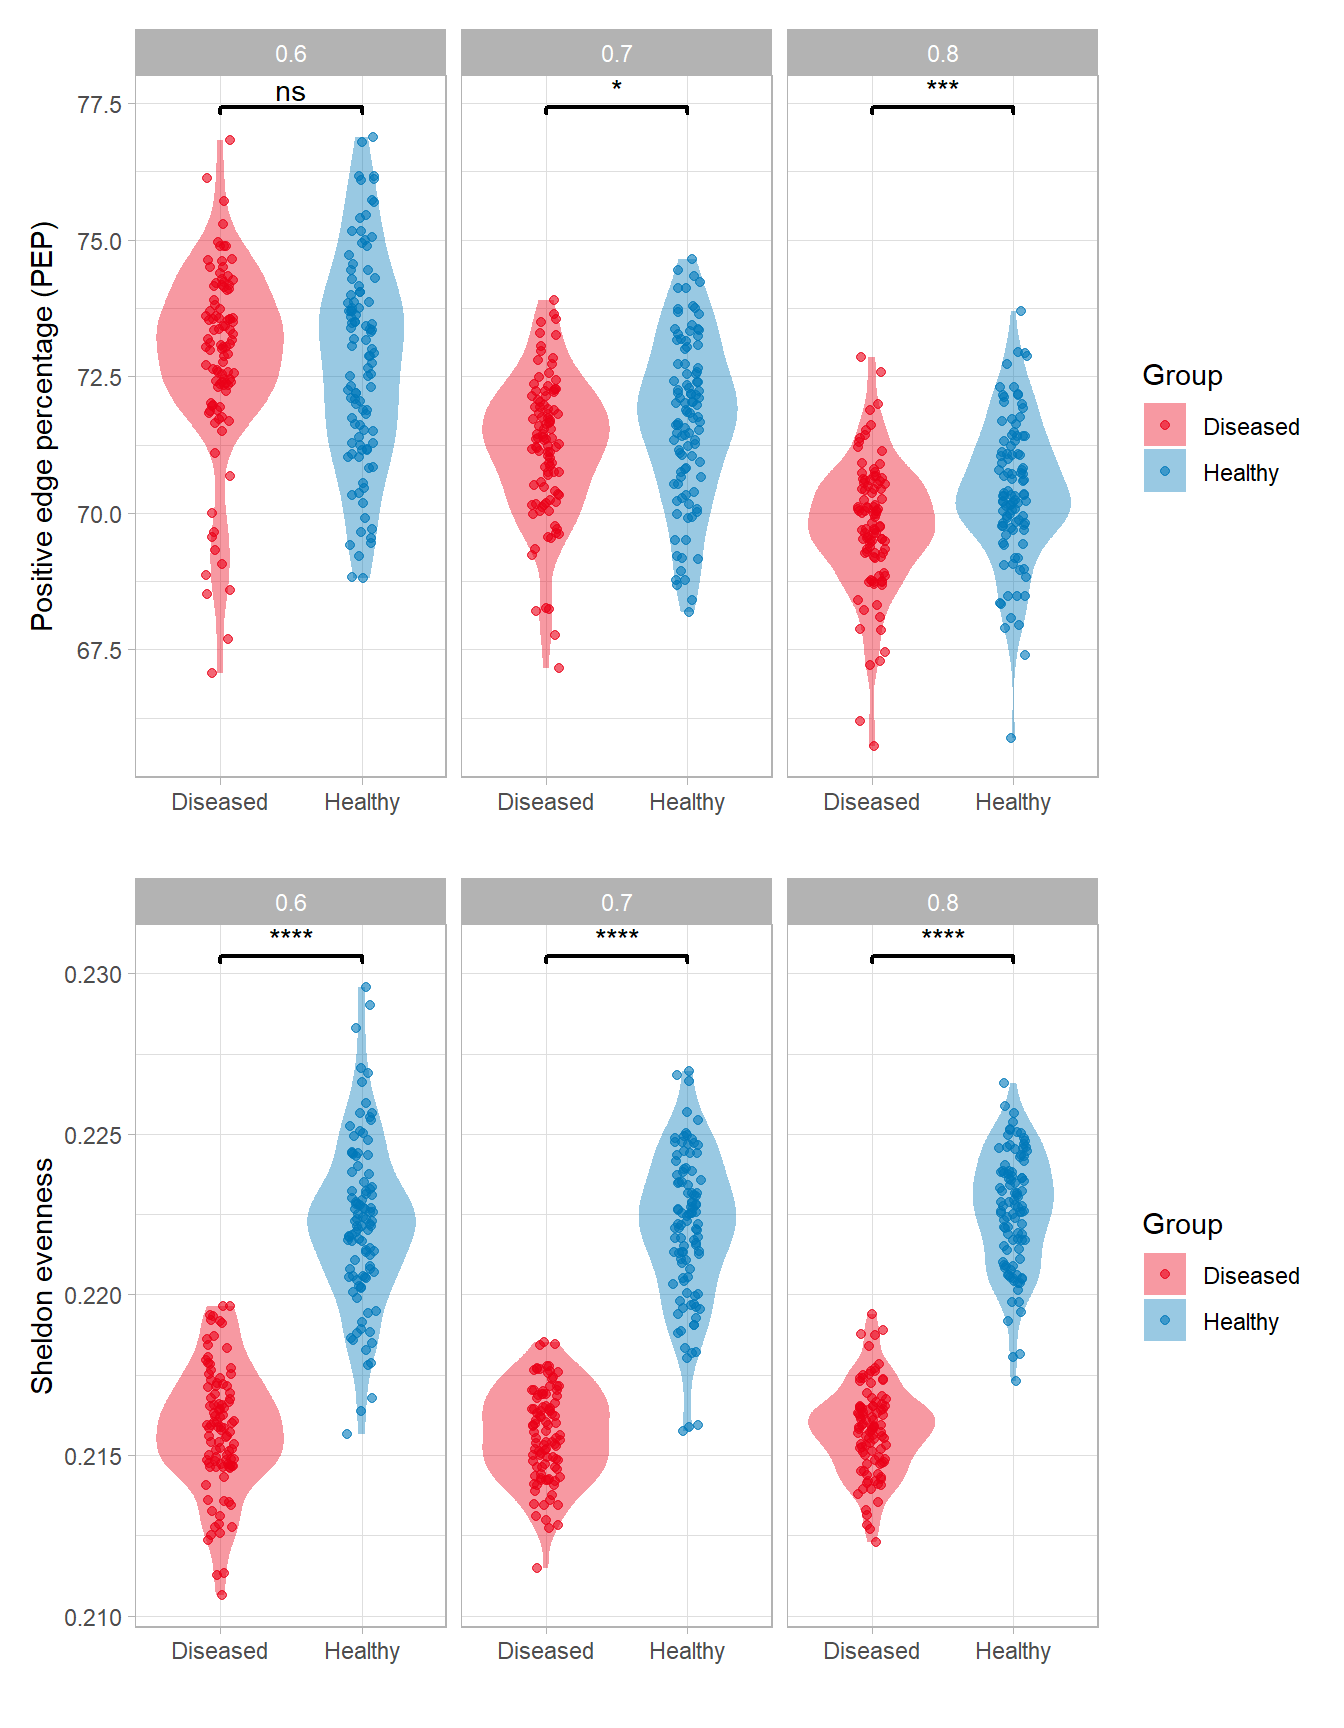 0.6 0.7 0.8
ns * ***
77.5
75.0
72.5
70.0
67.5
Positive edge percentage (PEP)
Diseased Healthy Diseased Healthy Diseased Healthy
Group
Diseased
Healthy
0.6 0.7 0.8
**** **** ****
0.230
0.225
0.220
0.215
0.210
Sheldon evenness
Diseased Healthy Diseased Healthy Diseased Healthy
Group
Diseased
Healthy